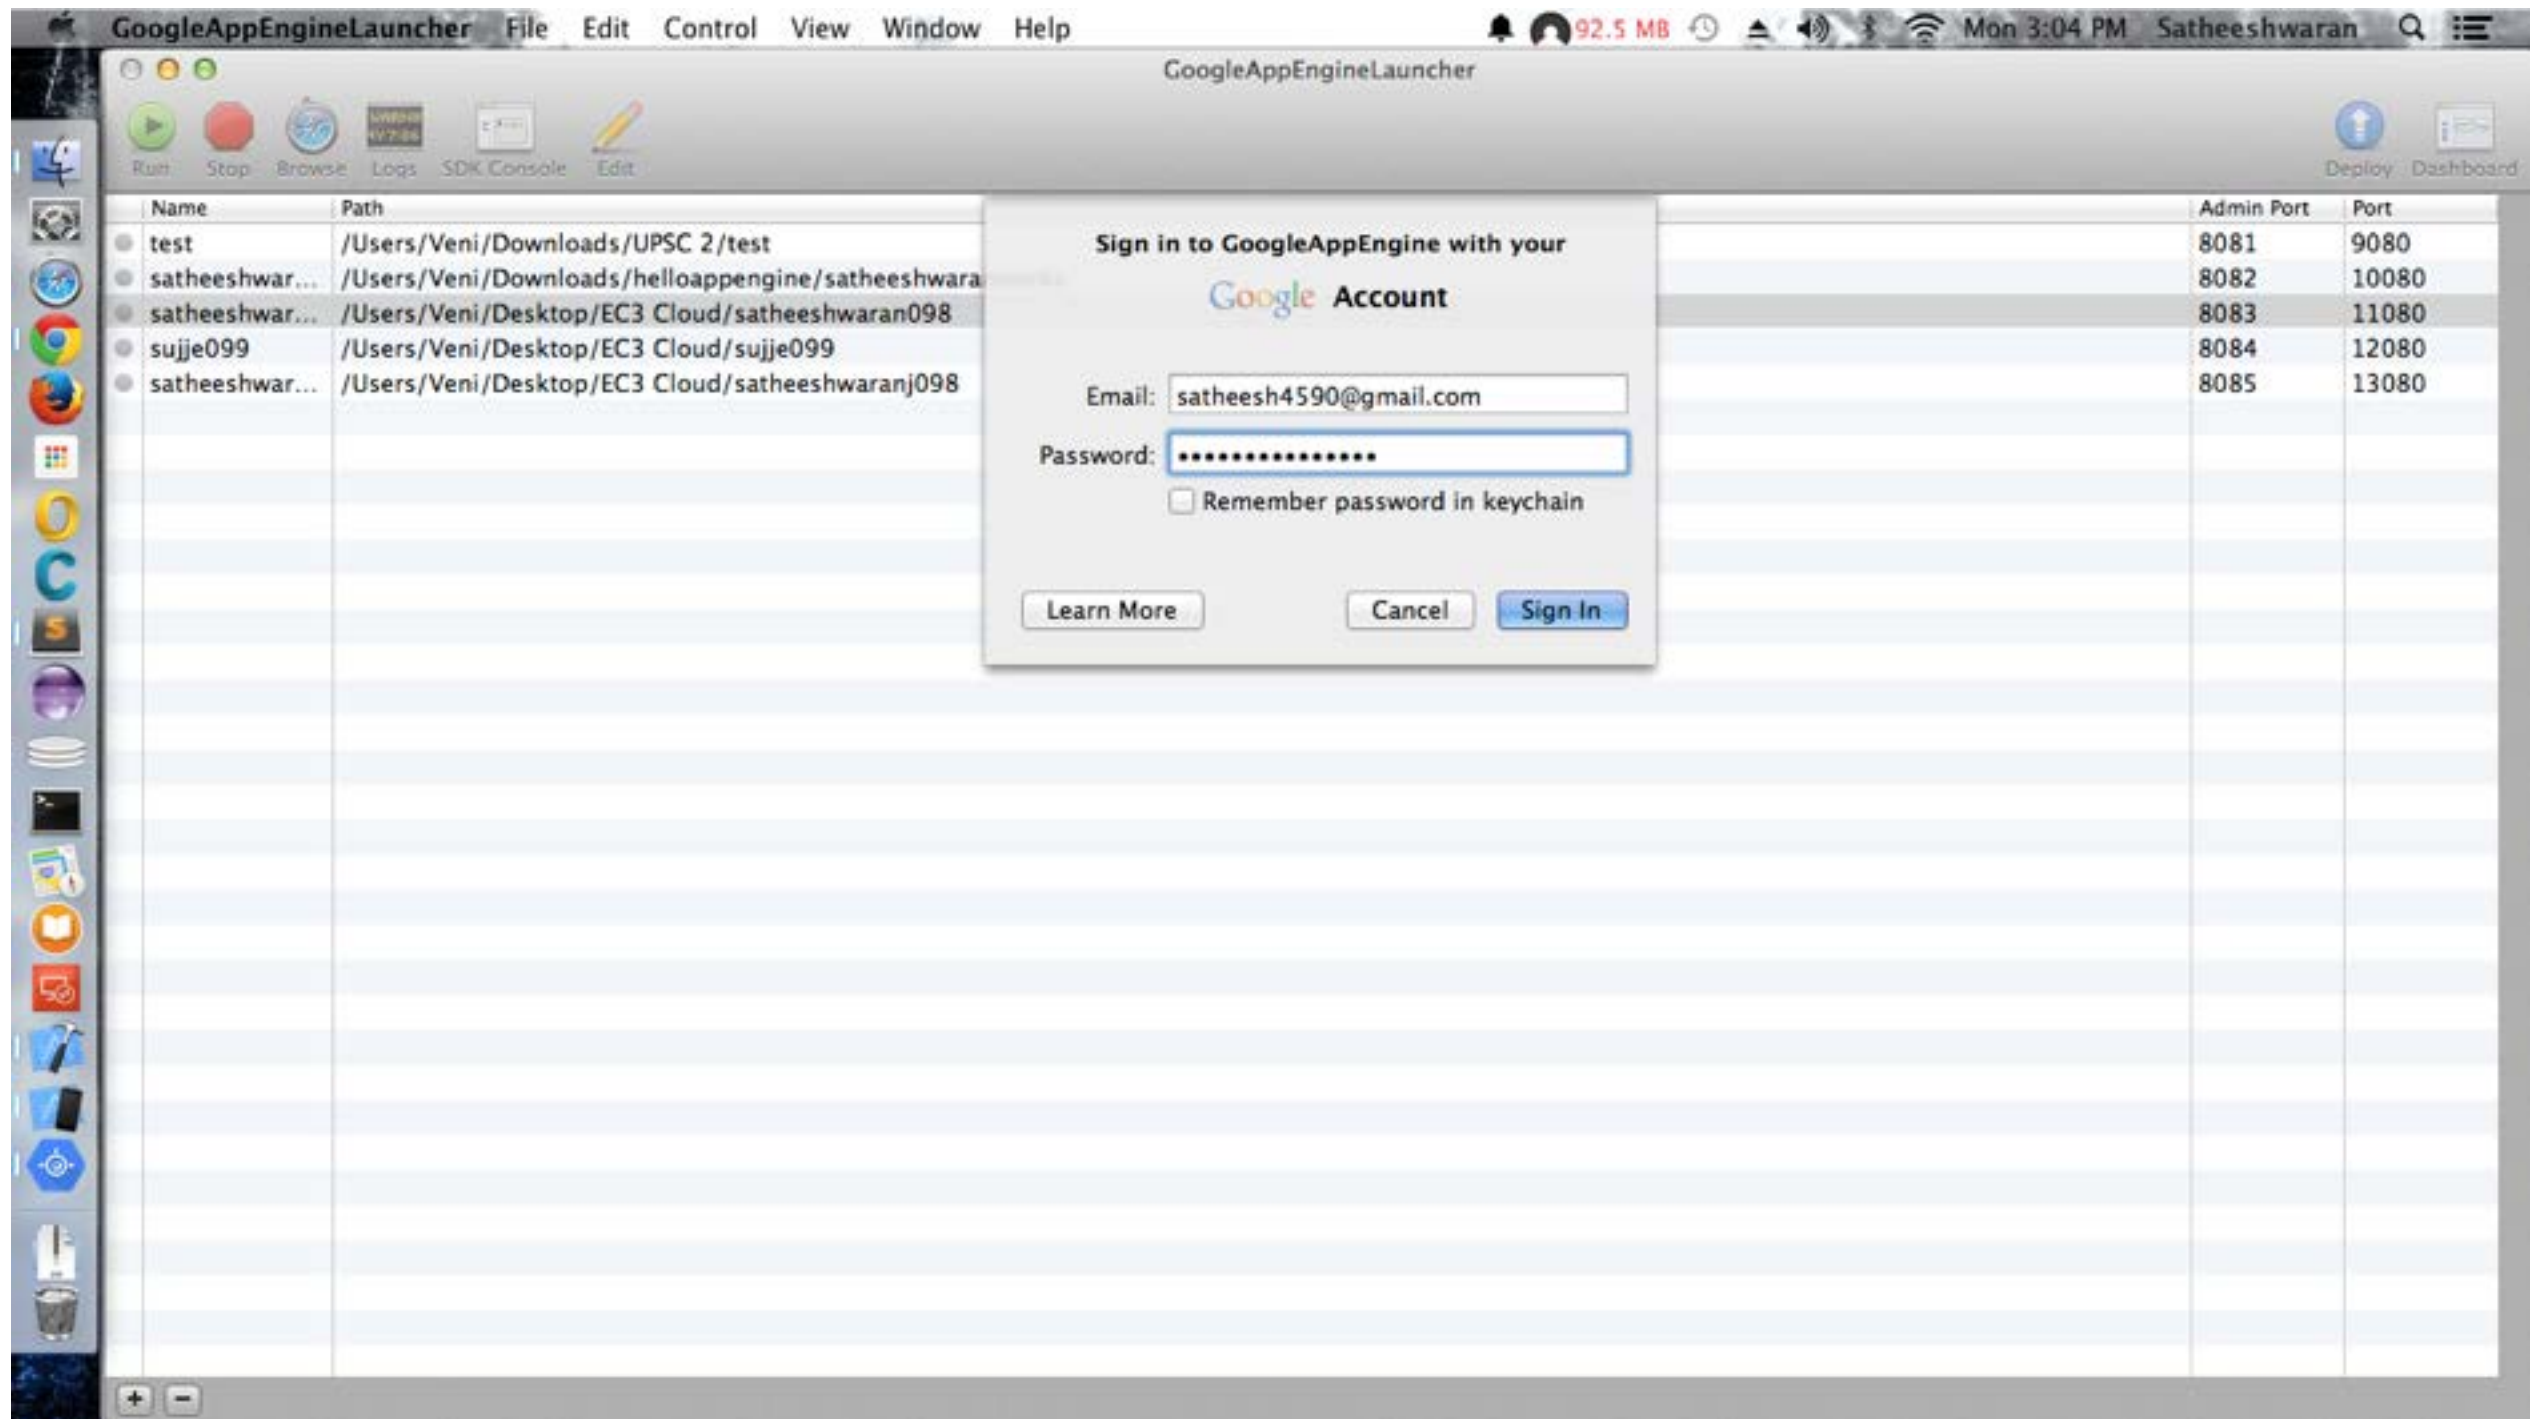 GoogleAppEngineLauncher File Edit Control View Window Help 92.5 MB Mon 3:04 PM Satheeshwaran
GoogleAppEngineLauncher
Run Stop Browse Logs SDK Console Edit Deploy Dashboard
Name Path Admin Port Port
test /Users/Veni/Downloads/UPSC 2/test 8081 9080
satheeshwar... /Users/Veni/Downloads/helloappengine/satheeshwara 8082 10080
satheeshwar... /Users/Veni/Desktop/EC3 Cloud/satheeshwaran098 8083 11080
sujje099 /Users/Veni/Desktop/EC3 Cloud/sujje099 8084 12080
satheeshwar... /Users/Veni/Desktop/EC3 Cloud/satheeshwaranj098 8085 13080
Sign in to GoogleAppEngine with your
Google Account
Email: satheesh4590@gmail.com
Password: •••••••••••••••
Remember password in keychain
Learn More Cancel Sign In